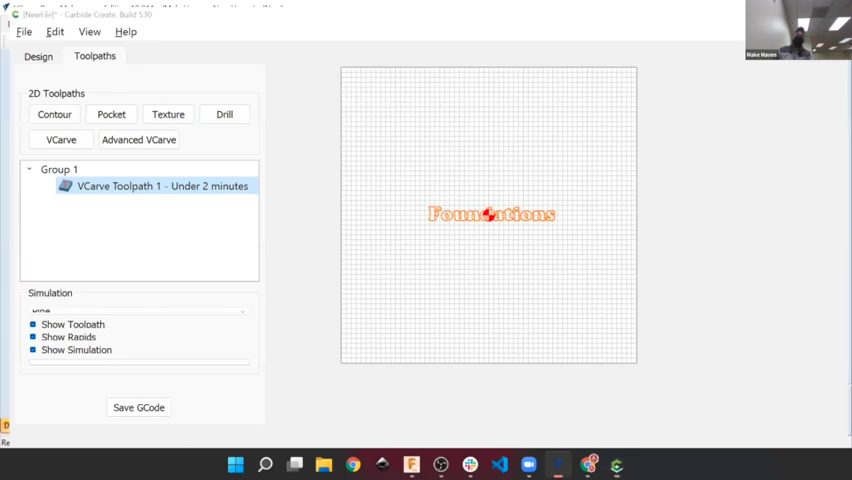 [NewFile]* - Carbide Create, Build 530
File Edit View Help
Make Haven
Design Toolpaths
2D Toolpaths
Contour Pocket Texture Drill
VCarve Advanced VCarve
Group 1
VCarve Toolpath 1 - Under 2 minutes
Foundations
Simulation
Show Toolpath
Show Rapids
Show Simulation
Save GCode